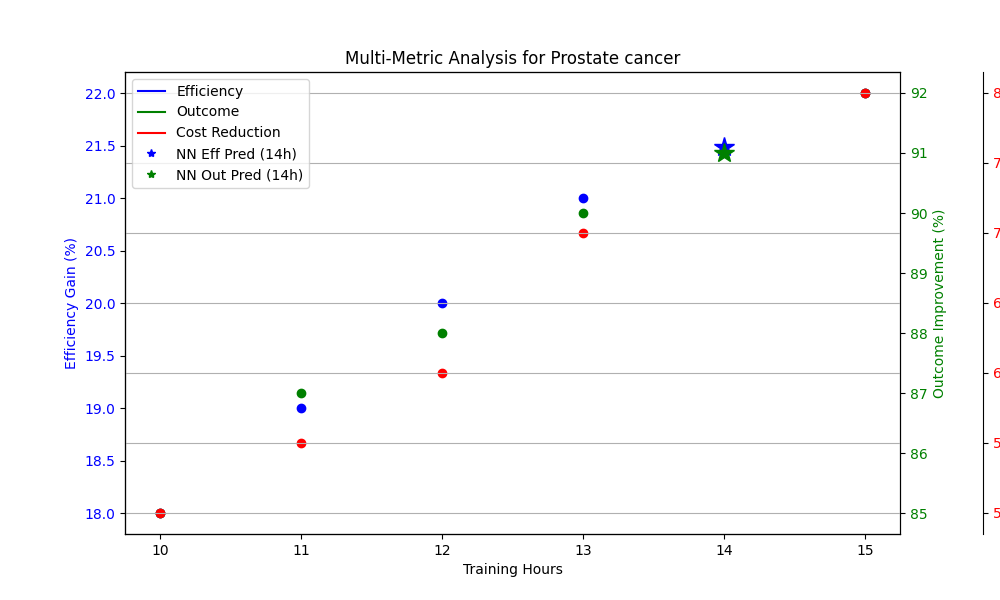 Multi-Metric Analysis for Prostate cancer
Efficiency
Outcome
Cost Reduction
NN Eff Pred (14h)
NN Out Pred (14h)
Efficiency Gain (%)
22.0
21.5
21.0
20.5
20.0
19.5
19.0
18.5
18.0
10 11 12 13 14 15
Training Hours
92
91
90
89
88
87
86
85
Outcome Improvement (%)